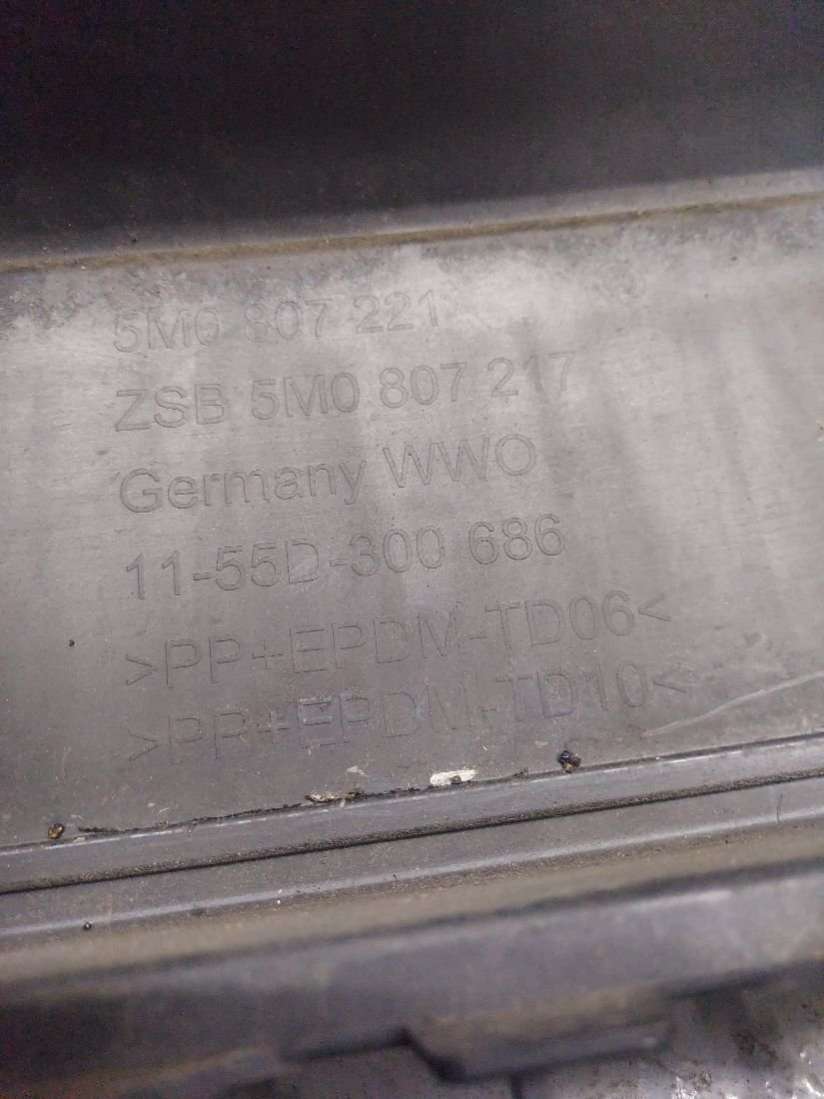 5M0 807 221
ZSB 5M0 807 217
Germany WWO
11-55D-300 686
>PP+EPDM-TD06<
>PP+EPDM-TD10<